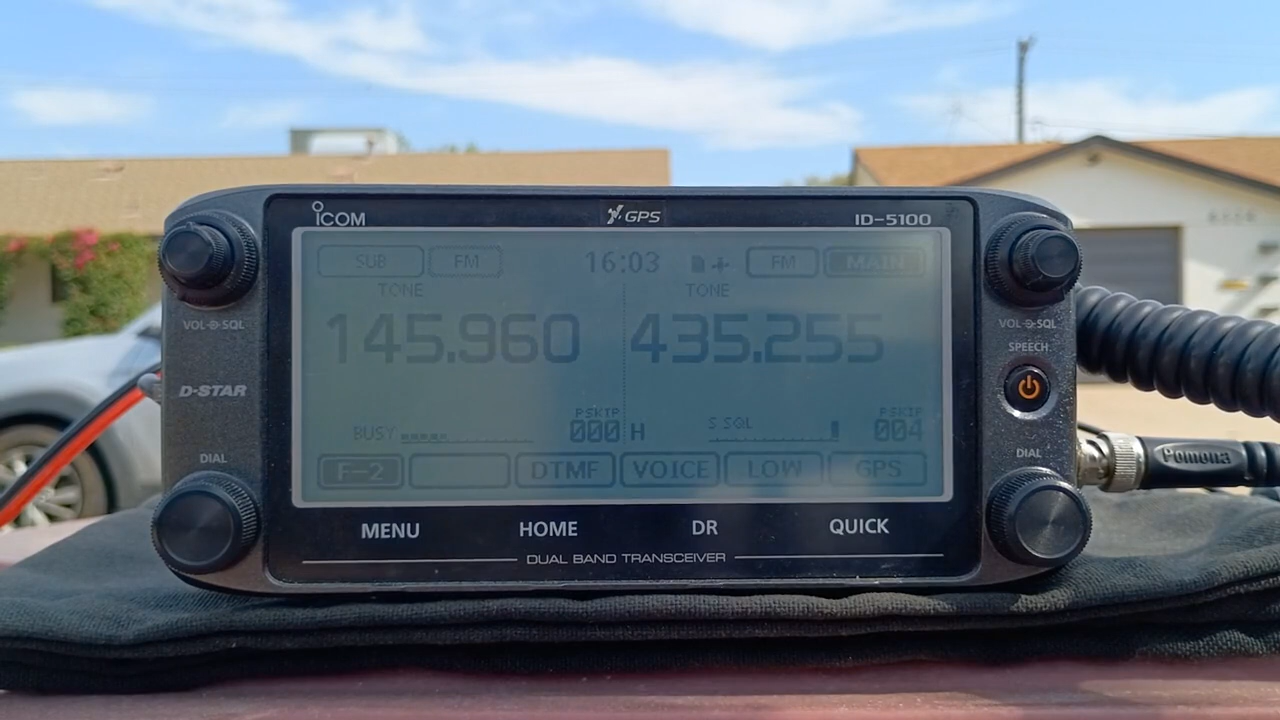 iCOM GPS ID-5100
SUB FM 16:03 FM MAIN
TONE TONE
145.960 435.255
VOL SQL VOL SQL
SPEECH
D-STAR
PSKIP PSKIP
BUSY 000 H S SQL 004
DIAL DIAL
F-2 DTMF VOICE LOW GPS
Pomona
MENU HOME DR QUICK
DUAL BAND TRANSCEIVER